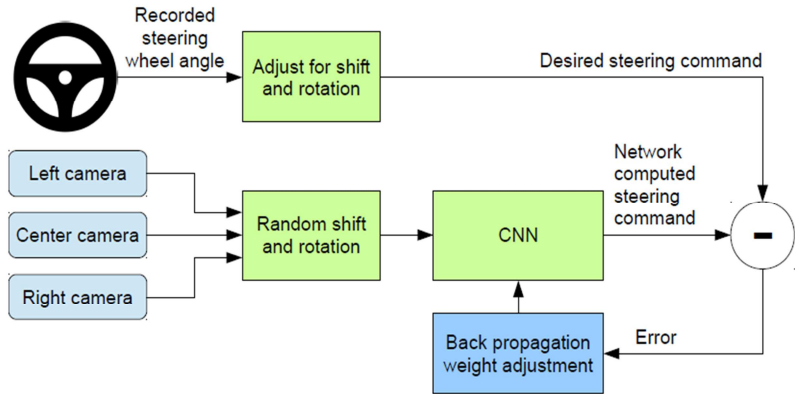 Recorded
steering
wheel angle
Adjust for shift
and rotation
Desired steering command
Left camera
Center camera
Right camera
Random shift
and rotation
CNN
Network
computed
steering
command
-
Back propagation
weight adjustment
Error